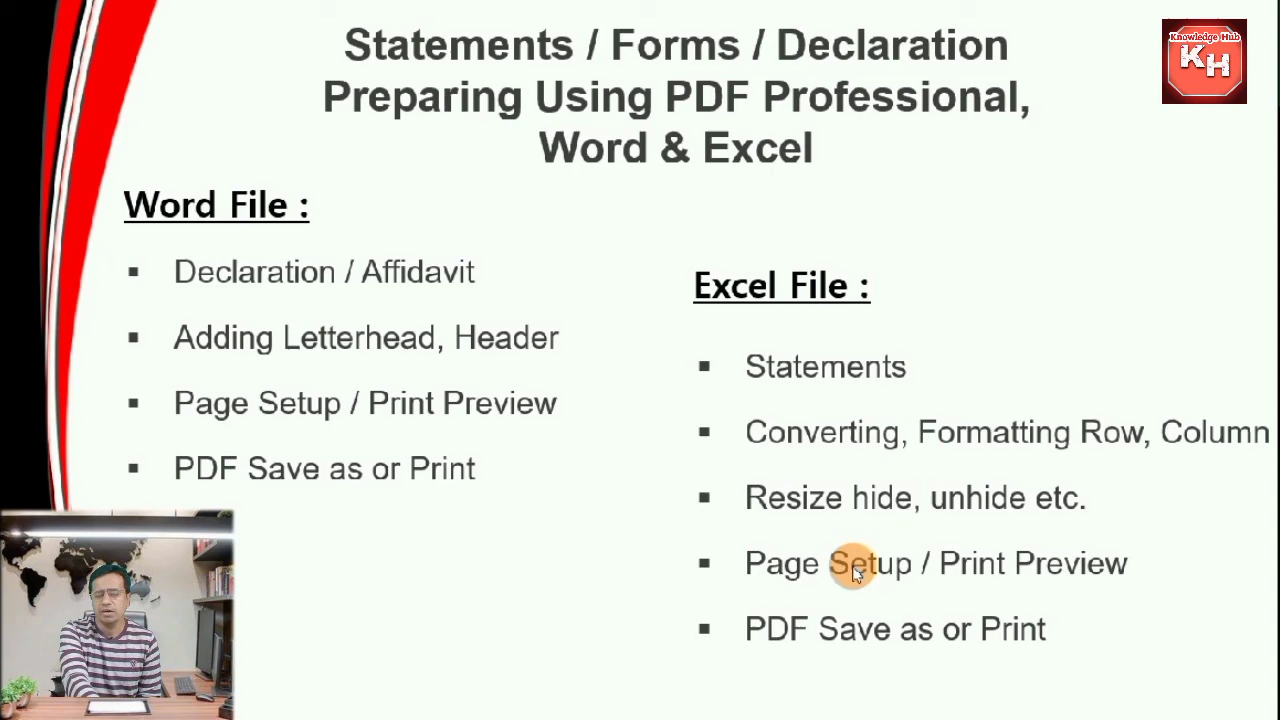 Statements / Forms / Declaration
Preparing Using PDF Professional,
Word & Excel
Knowledge Hub
KH
Word File :
▪ Declaration / Affidavit
▪ Adding Letterhead, Header
▪ Page Setup / Print Preview
▪ PDF Save as or Print
Excel File :
▪ Statements
▪ Converting, Formatting Row, Column
▪ Resize hide, unhide etc.
▪ Page Setup / Print Preview
▪ PDF Save as or Print